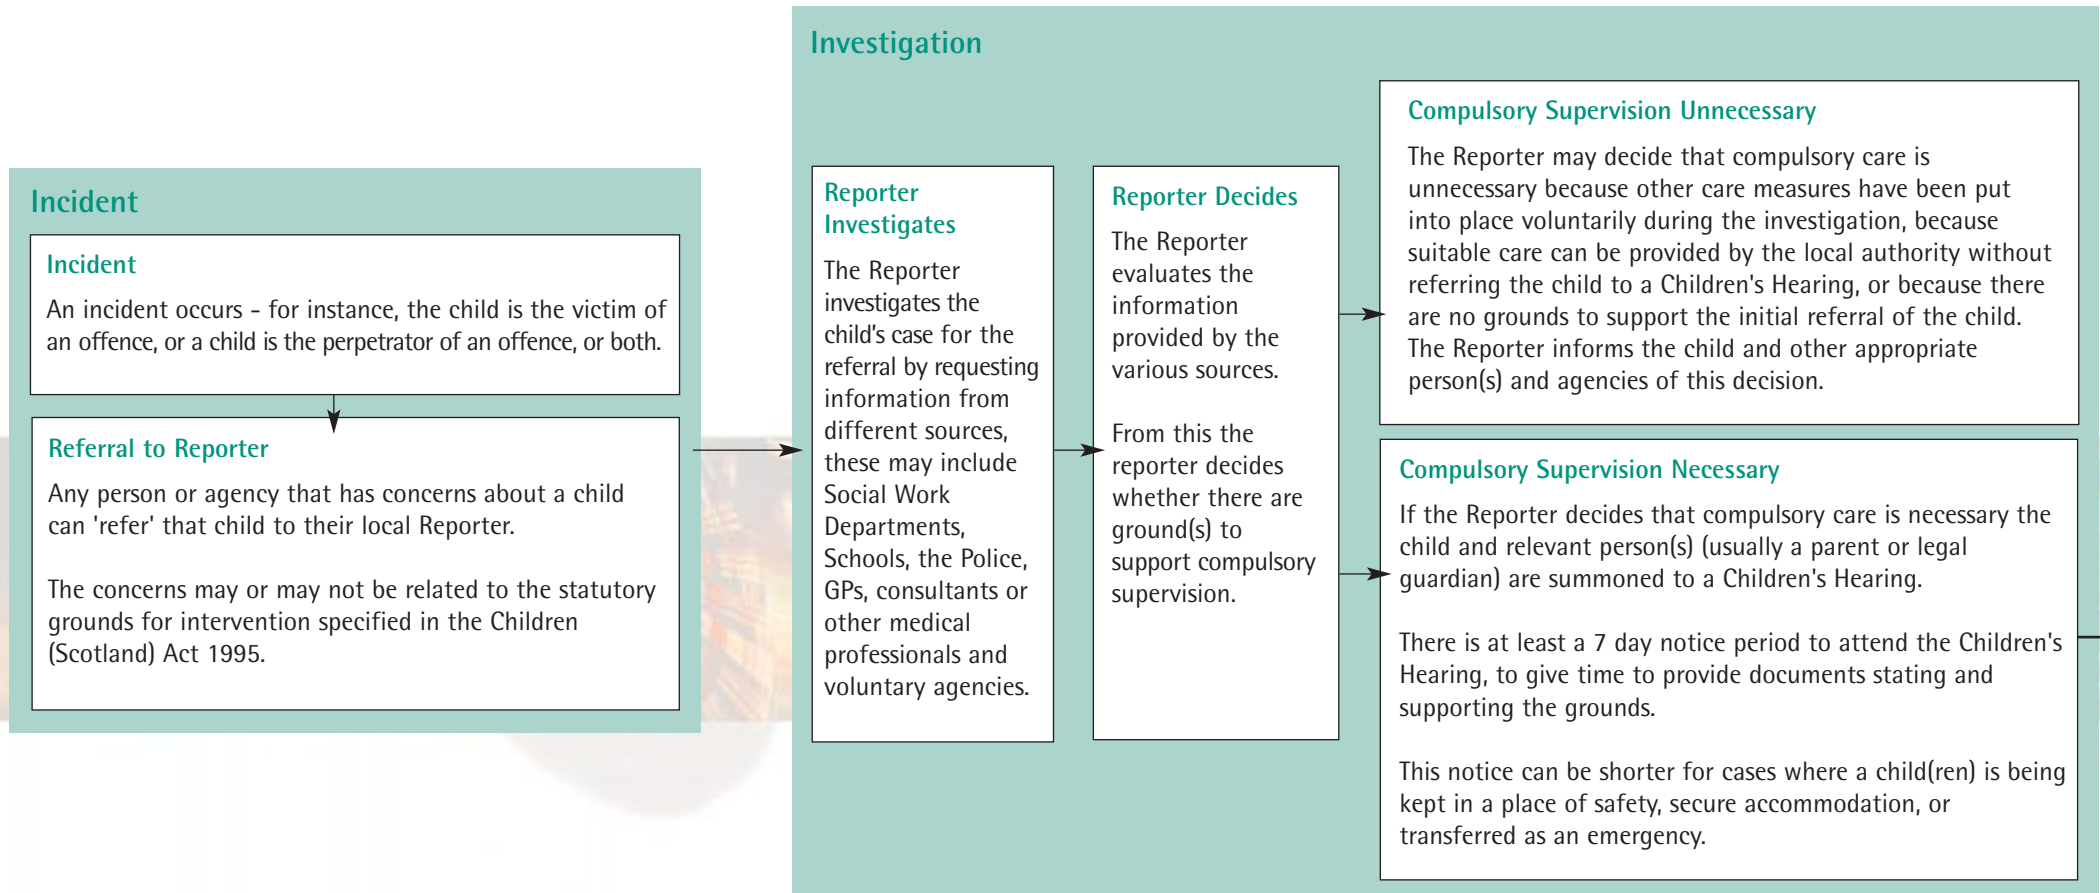 Incident
Incident
An incident occurs - for instance, the child is the victim of
an offence, or a child is the perpetrator of an offence, or both.
Referral to Reporter
Any person or agency that has concerns about a child
can 'refer' that child to their local Reporter.
The concerns may or may not be related to the statutory
grounds for intervention specified in the Children
(Scotland) Act 1995.
Investigation
Reporter
Investigates
The Reporter
investigates the
child's case for the
referral by requesting
information from
different sources,
these may include
Social Work
Departments,
Schools, the Police,
GPs, consultants or
other medical
professionals and
voluntary agencies.
Reporter Decides
The Reporter
evaluates the
information
provided by the
various sources.
From this the
reporter decides
whether there are
ground(s) to
support compulsory
supervision.
Compulsory Supervision Unnecessary
The Reporter may decide that compulsory care is
unnecessary because other care measures have been put
into place voluntarily during the investigation, because
suitable care can be provided by the local authority without
referring the child to a Children's Hearing, or because there
are no grounds to support the initial referral of the child.
The Reporter informs the child and other appropriate
person(s) and agencies of this decision.
Compulsory Supervision Necessary
If the Reporter decides that compulsory care is necessary the
child and relevant person(s) (usually a parent or legal
guardian) are summoned to a Children's Hearing.
There is at least a 7 day notice period to attend the Children's
Hearing, to give time to provide documents stating and
supporting the grounds.
This notice can be shorter for cases where a child(ren) is being
kept in a place of safety, secure accommodation, or
transferred as an emergency.